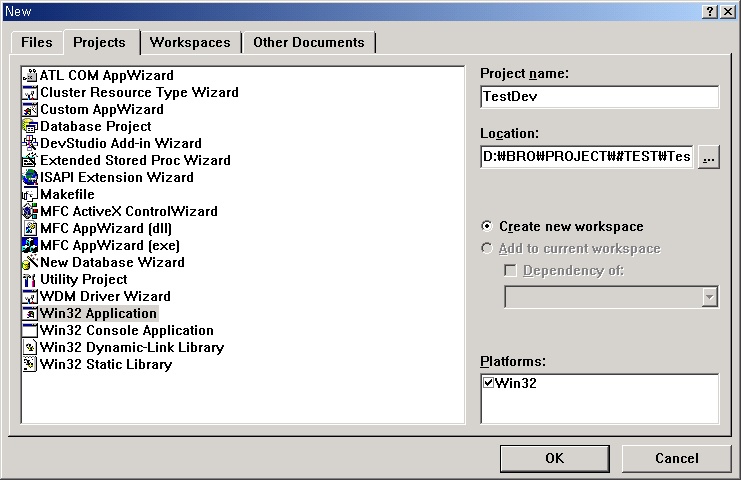 New
Files
Projects
Workspaces
Other Documents
ATL COM AppWizard
Cluster Resource Type Wizard
Custom AppWizard
Database Project
DevStudio Add-in Wizard
Extended Stored Proc Wizard
ISAPI Extension Wizard
Makefile
MFC ActiveX ControlWizard
MFC AppWizard (dll)
MFC AppWizard (exe)
New Database Wizard
Utility Project
WDM Driver Wizard
Win32 Application
Win32 Console Application
Win32 Dynamic-Link Library
Win32 Static Library
Project name:
TestDev
Location:
D:₩BRO₩PROJECT₩#TEST₩Tes
...
Create new workspace
Add to current workspace
Dependency of:
Platforms:
Win32
OK
Cancel